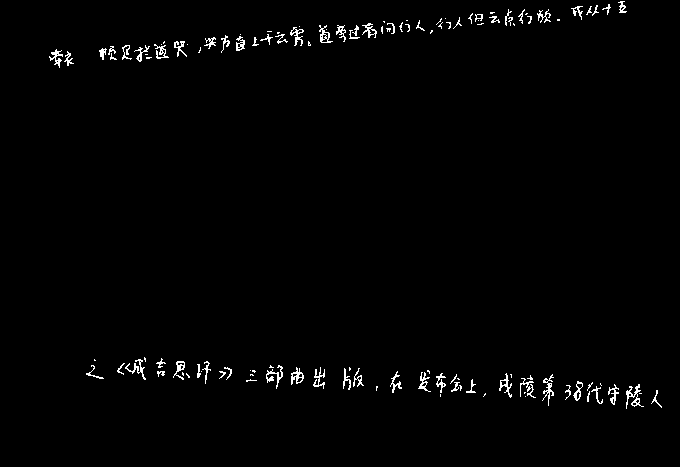 牵衣 顿足拦道哭,哭声直上干云霄。道旁过者问行人,行人但云点行频。或从十五
之《成吉思汗》三部曲出版,在发布会上,成陵第38代守陵人